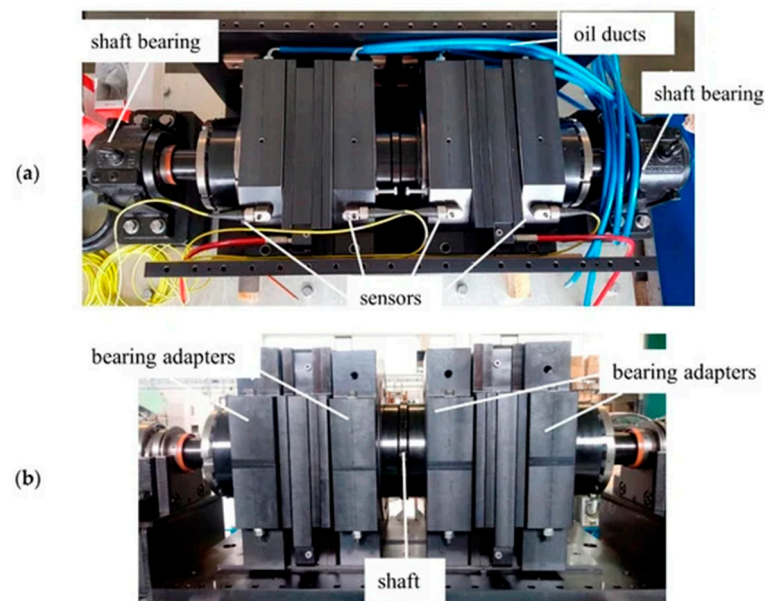 shaft bearing
oil ducts
shaft bearing
(a)
sensors
bearing adapters
bearing adapters
(b)
shaft